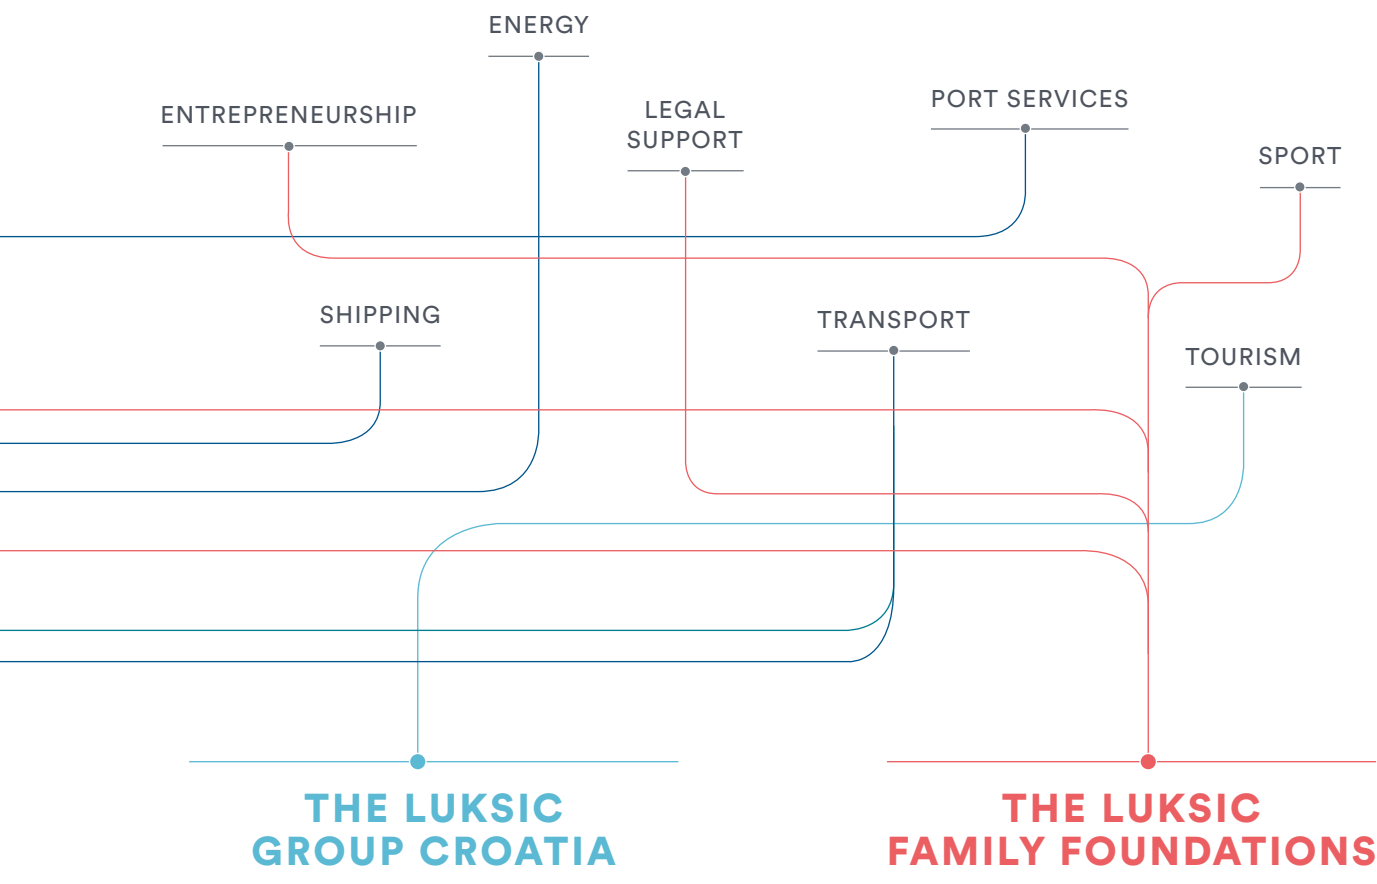 ENERGY
ENTREPRENEURSHIP
LEGAL
SUPPORT
PORT SERVICES
SPORT
SHIPPING
TRANSPORT
TOURISM
THE LUKSIC
GROUP CROATIA
THE LUKSIC
FAMILY FOUNDATIONS